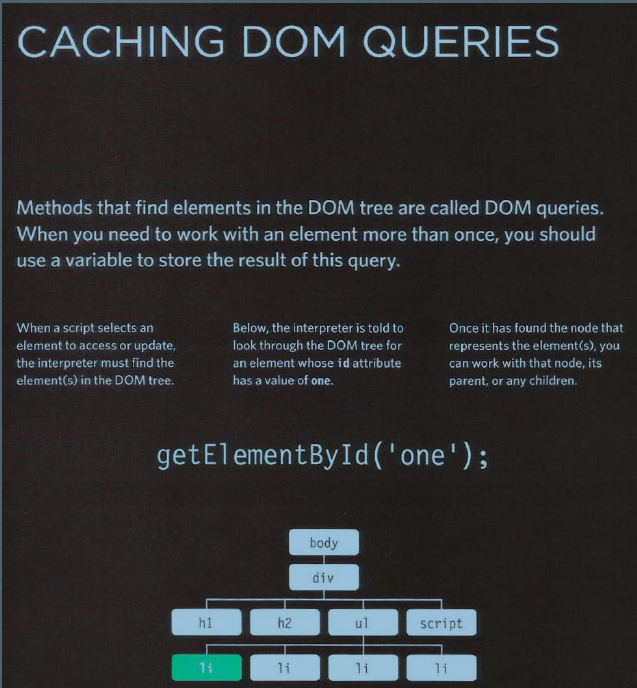 CACHING DOM QUERIES
Methods that find elements in the DOM tree are called DOM queries.
When you need to work with an element more than once, you should
use a variable to store the result of this query.
When a script selects an
element to access or update,
the interpreter must find the
element(s) in the DOM tree.
Below, the interpreter is told to
look through the DOM tree for
an element whose id attribute
has a value of one.
Once it has found the node that
represents the element(s), you
can work with that node, its
parent, or any children.
getElementById('one');
body
div
h1 h2 ul script
li li li li